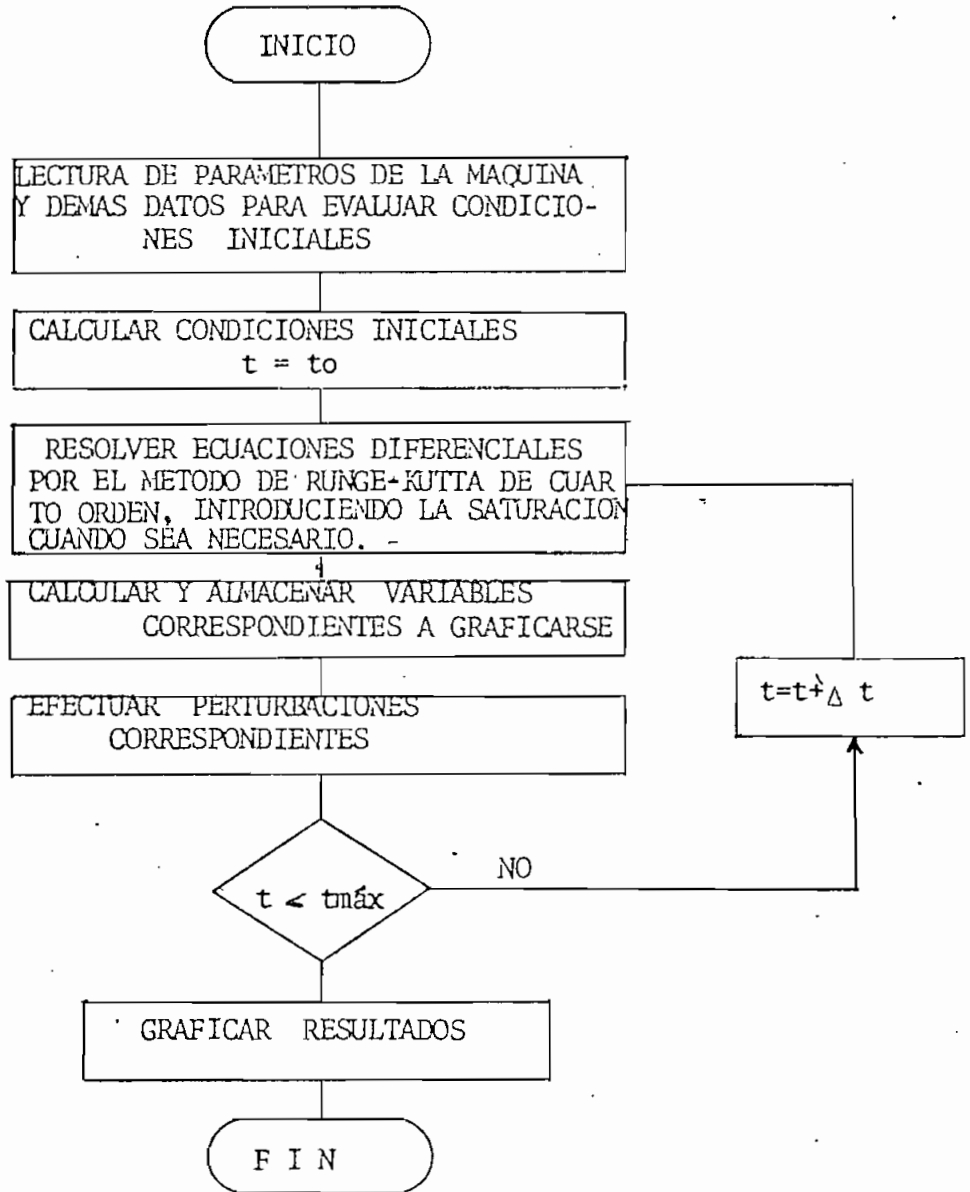 INICIO
LECTURA DE PARAMETROS DE LA MAQUINA
Y DEMAS DATOS PARA EVALUAR CONDICIO-
NES INICIALES
CALCULAR CONDICIONES INICIALES
t = to
RESOLVER ECUACIONES DIFERENCIALES
POR EL METODO DE RUNGE-KUTTA DE CUAR
TO ORDEN, INTRODUCIENDO LA SATURACION
CUANDO SEA NECESARIO. -
CALCULAR Y ALMACENAR VARIABLES
CORRESPONDIENTES A GRAFICARSE
t=t+Δ t
EFECTUAR PERTURBACIONES
CORRESPONDIENTES
t < tmáx
NO
GRAFICAR RESULTADOS
F I N